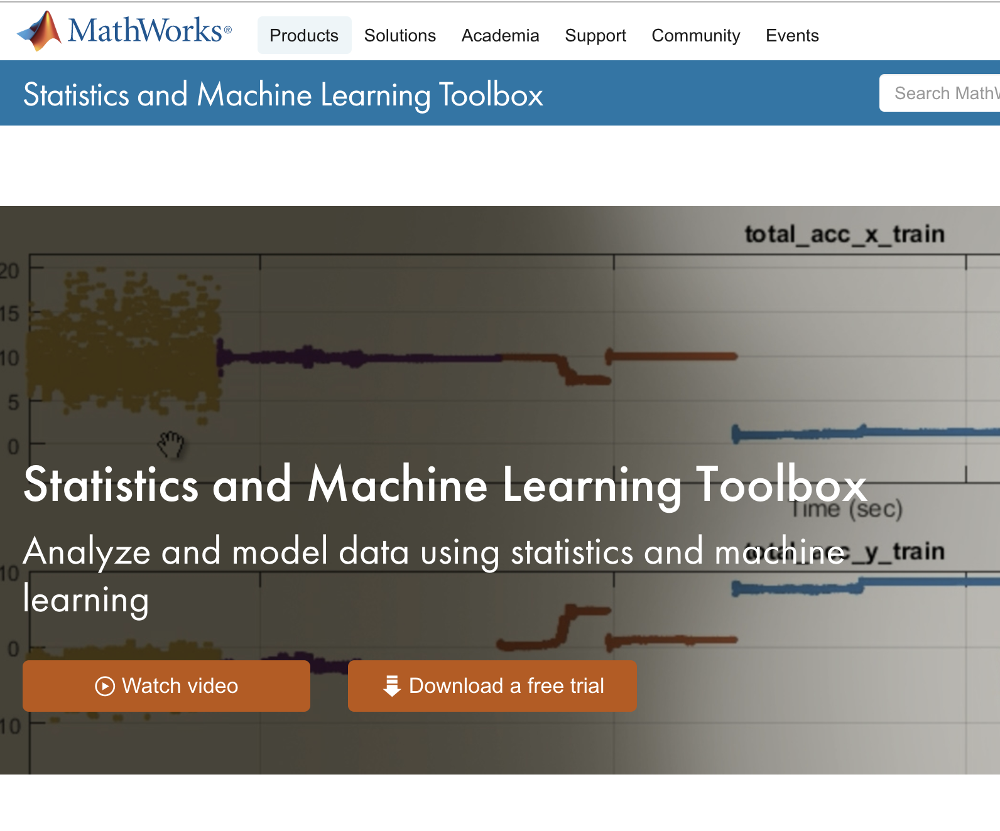 MathWorks®
Products Solutions Academia Support Community Events
Statistics and Machine Learning Toolbox
Search MathW
total_acc_x_train
20
15
10
5
0
Statistics and Machine Learning Toolbox
Time (sec)
Analyze and model data using statistics and machine
total_acc_y_train
10
learning
0
Watch video
Download a free trial
10